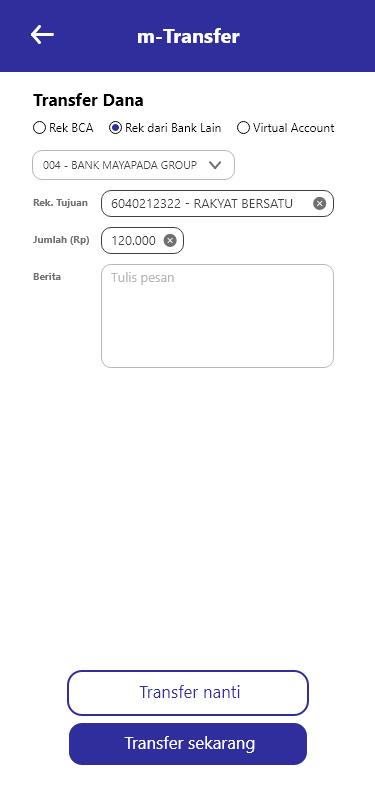 m-Transfer
Transfer Dana
Rek BCA Rek dari Bank Lain Virtual Account
004 - BANK MAYAPADA GROUP
Rek. Tujuan 6040212322 - RAKYAT BERSATU
Jumlah (Rp) 120.000
Berita Tulis pesan
Transfer nanti
Transfer sekarang